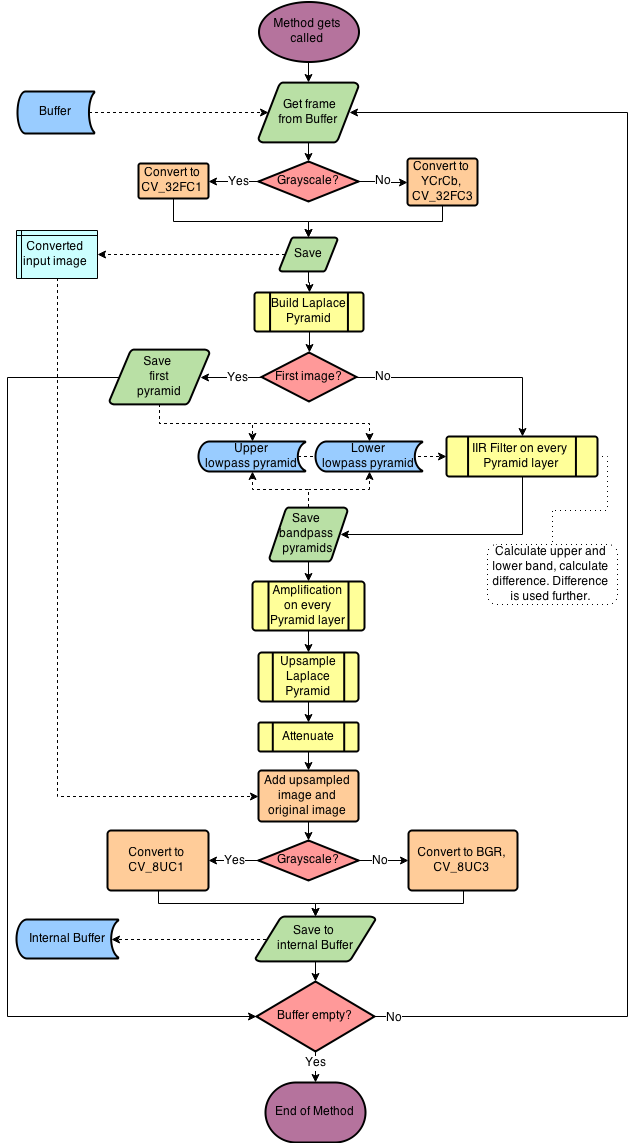 Method gets
called
Buffer
Get frame
from Buffer
Convert to
CV_32FC1
Yes
Grayscale?
No
Convert to
YCrCb,
CV_32FC3
Converted
input image
Save
Build Laplace
Pyramid
Save
first
pyramid
Yes
First image?
No
Upper
lowpass pyramid
Lower
lowpass pyramid
IIR Filter on every
Pyramid layer
Save
bandpass
pyramids
Calculate upper and
lower band, calculate
difference. Difference
is used further.
Amplification
on every
Pyramid layer
Upsample
Laplace
Pyramid
Attenuate
Add upsampled
image and
original image
Convert to
CV_8UC1
Yes
Grayscale?
No
Convert to BGR,
CV_8UC3
Internal Buffer
Save to
internal Buffer
Buffer empty?
No
Yes
End of Method